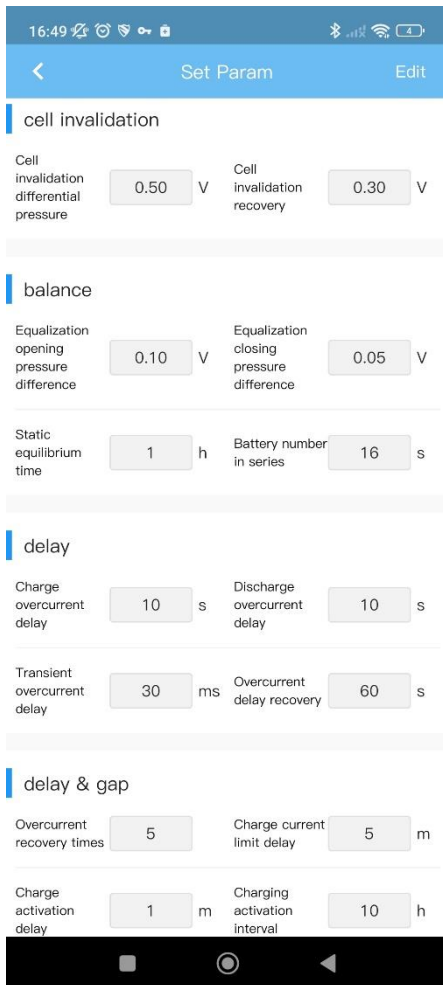 16:49
4
Set Param
Edit
cell invalidation
Cell
invalidation
differential
pressure
0.50 V
Cell
invalidation
recovery
0.30 V
balance
Equalization
opening
pressure
difference
0.10 V
Equalization
closing
pressure
difference
0.05 V
Static
equilibrium
time
1 h
Battery number
in series
16 s
delay
Charge
overcurrent
delay
10 s
Discharge
overcurrent
delay
10 s
Transient
overcurrent
delay
30 ms
Overcurrent
delay recovery
60 s
delay & gap
Overcurrent
recovery times
5
Charge current
limit delay
5 m
Charge
activation
delay
1 m
Charging
activation
interval
10 h